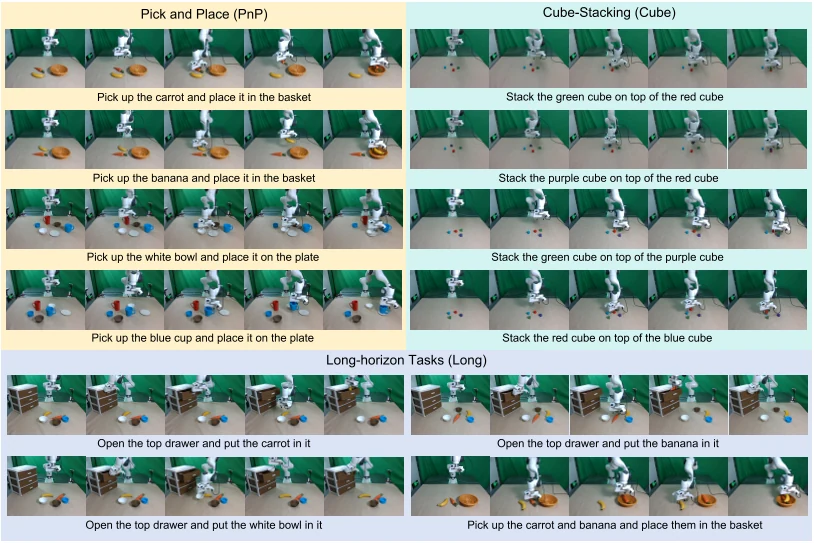 Pick and Place (PnP)
Cube-Stacking (Cube)
Pick up the carrot and place it in the basket
Stack the green cube on top of the red cube
Pick up the banana and place it in the basket
Stack the purple cube on top of the red cube
Pick up the white bowl and place it on the plate
Stack the green cube on top of the purple cube
Pick up the blue cup and place it on the plate
Stack the red cube on top of the blue cube
Long-horizon Tasks (Long)
Open the top drawer and put the carrot in it
Open the top drawer and put the banana in it
Open the top drawer and put the white bowl in it
Pick up the carrot and banana and place them in the basket